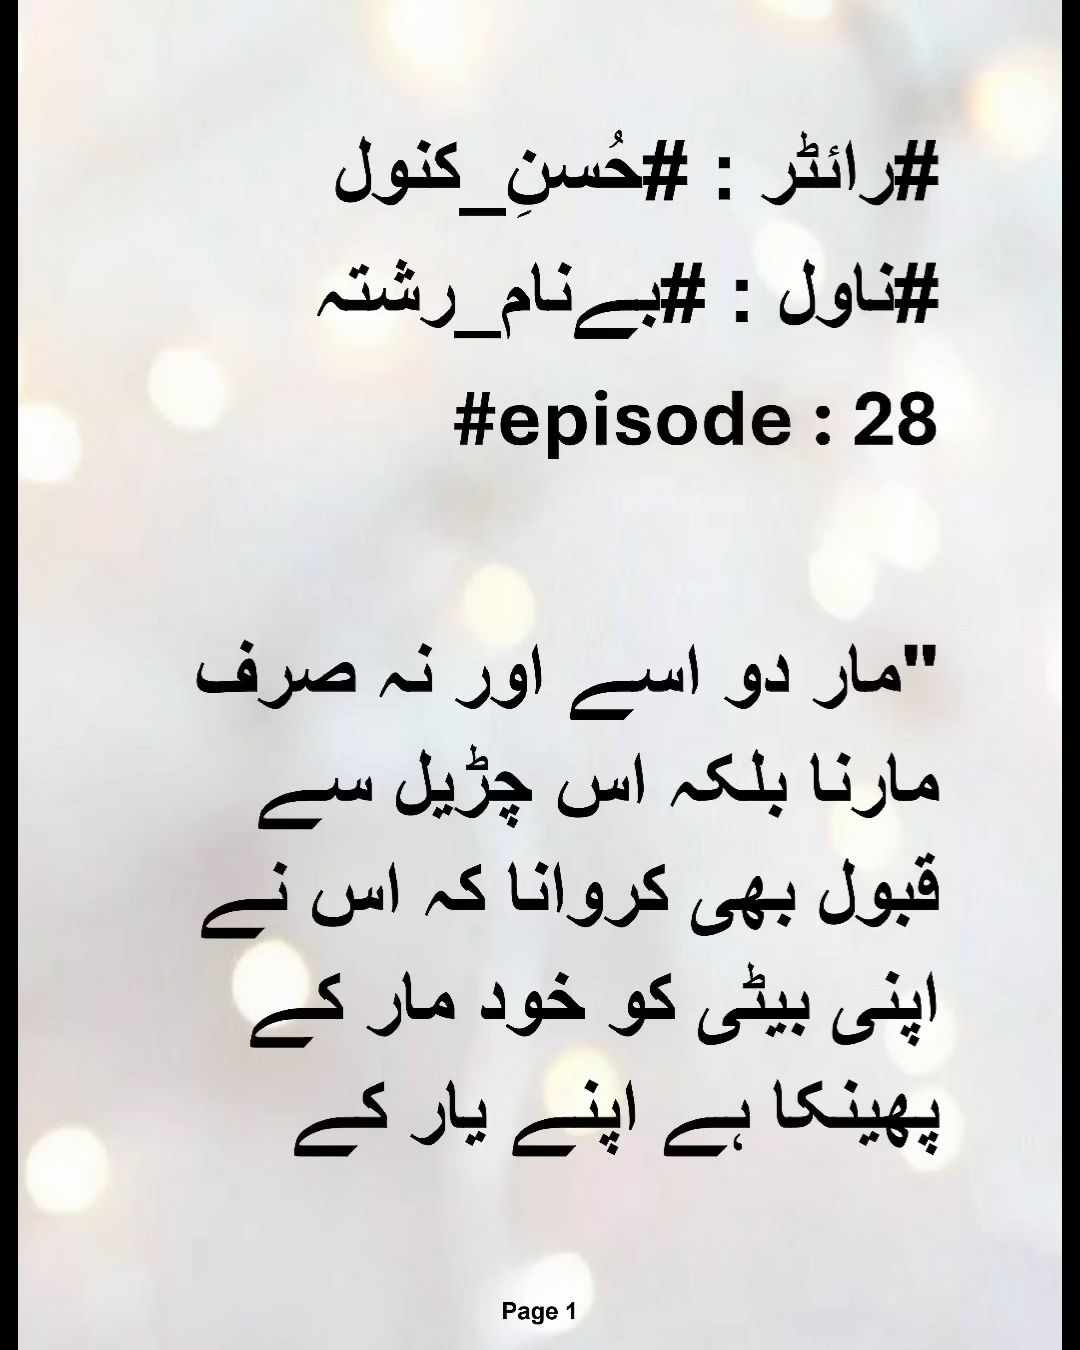 #رائٹر : #حُسنِ_کنول
#ناول : #بےنام_رشتہ
#episode : 28
"مار دو اسے اور نہ صرف
مارنا بلکہ اس چڑیل سے
قبول بھی کروانا کہ اس نے
اپنی بیٹی کو خود مار کے
پھینکا ہے اپنے یار کے
Page 1